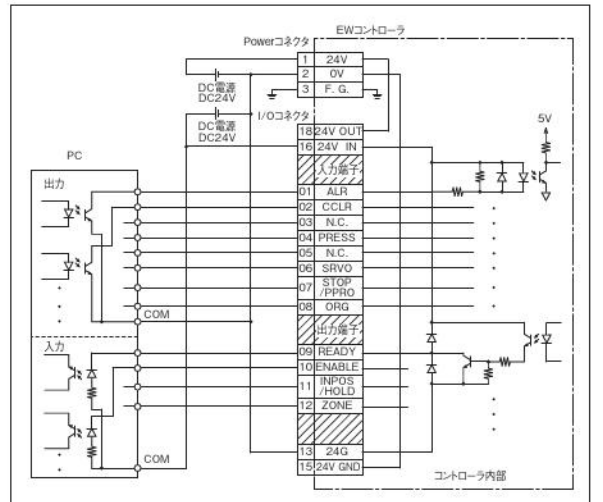 EWコントローラ
Powerコネクタ
1 24V
2 0V
3 F. G.
DC電源
DC24V
DC電源
DC24V
I/Oコネクタ
18 24V OUT
16 24V IN
入力端子
5V
PC
出力
01 ALR
02 CCLR
03 N.C.
04 PRESS
05 N.C.
06 SRVO
07 STOP
/PPRO
08 ORG
COM
出力端子
入力
09 READY
10 ENABLE
11 INPOS
/HOLD
12 ZONE
COM
13 24G
15 24V GND
コントローラ内部